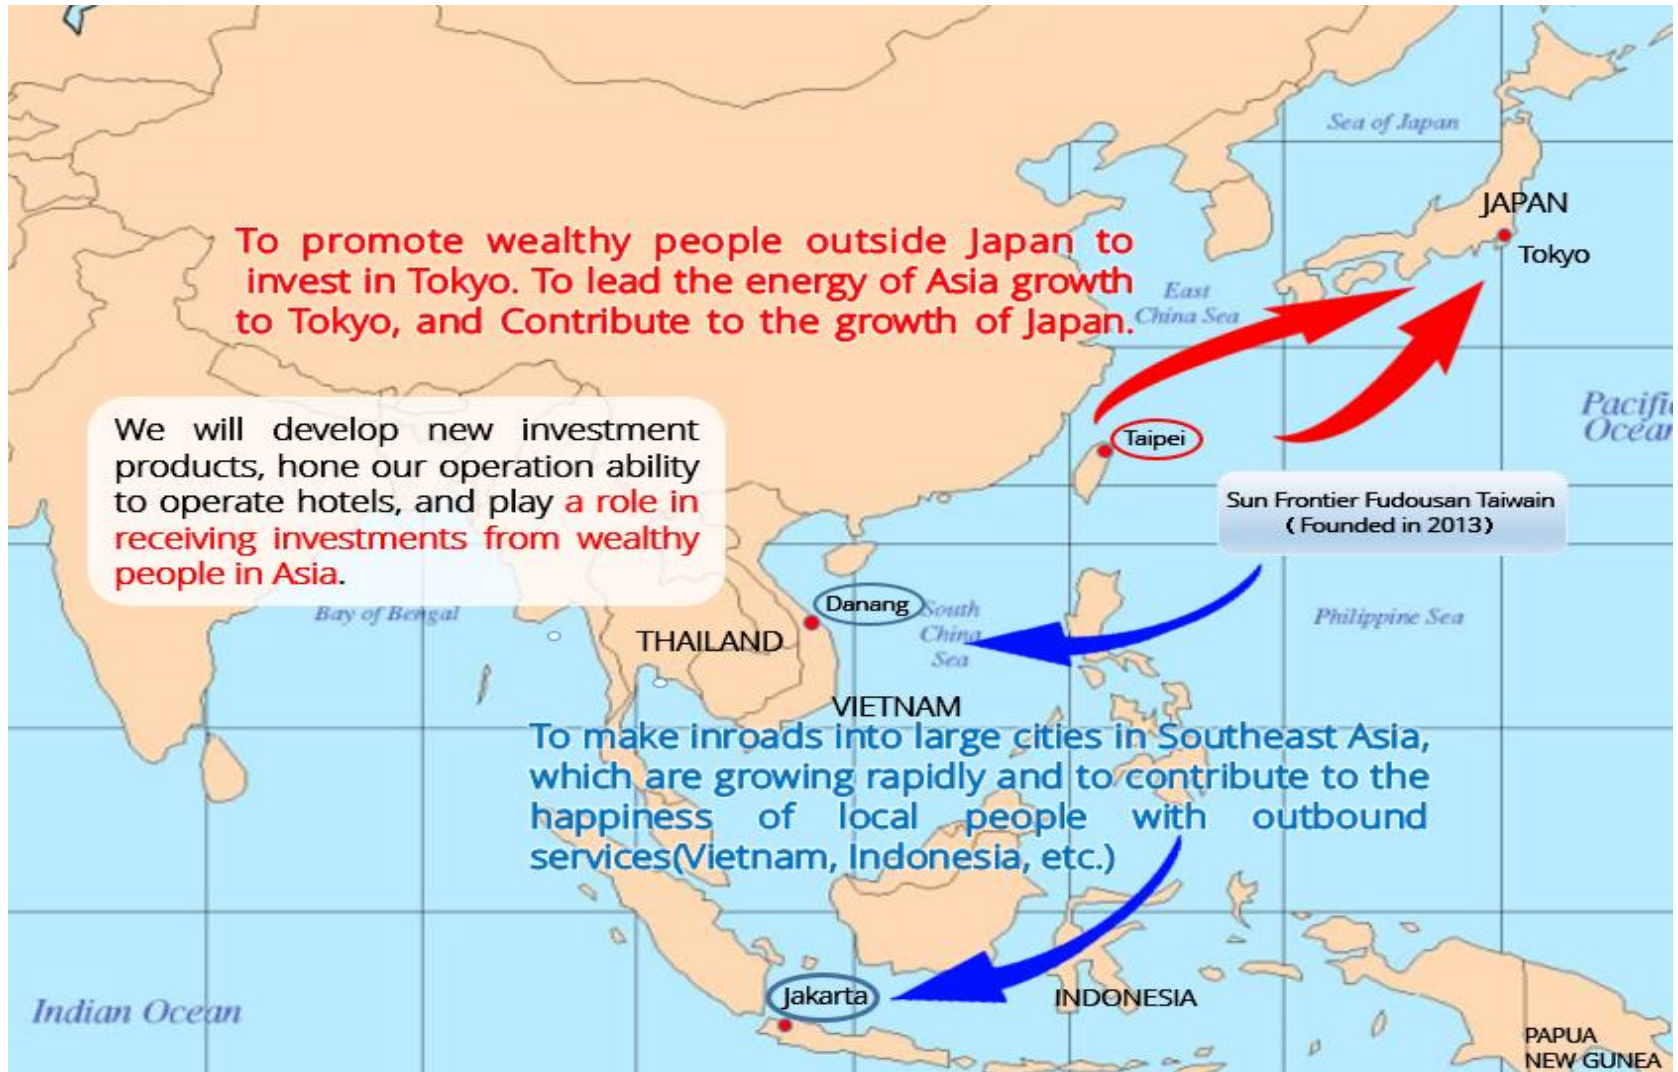 Sea of Japan
JAPAN
Tokyo
To promote wealthy people outside Japan to
invest in Tokyo. To lead the energy of Asia growth
to Tokyo, and Contribute to the growth of Japan.
East
China Sea
Pacific
Ocean
We will develop new investment
products, hone our operation ability
to operate hotels, and play a role in
receiving investments from wealthy
people in Asia.
Taipei
Sun Frontier Fudousan Taiwain
(Founded in 2013)
Bay of Bengal
Danang
South
China
Sea
Philippine Sea
THAILAND
VIETNAM
To make inroads into large cities in Southeast Asia,
which are growing rapidly and to contribute to the
happiness of local people with outbound
services(Vietnam, Indonesia, etc.)
Jakarta
INDONESIA
Indian Ocean
PAPUA
NEW GUNEA